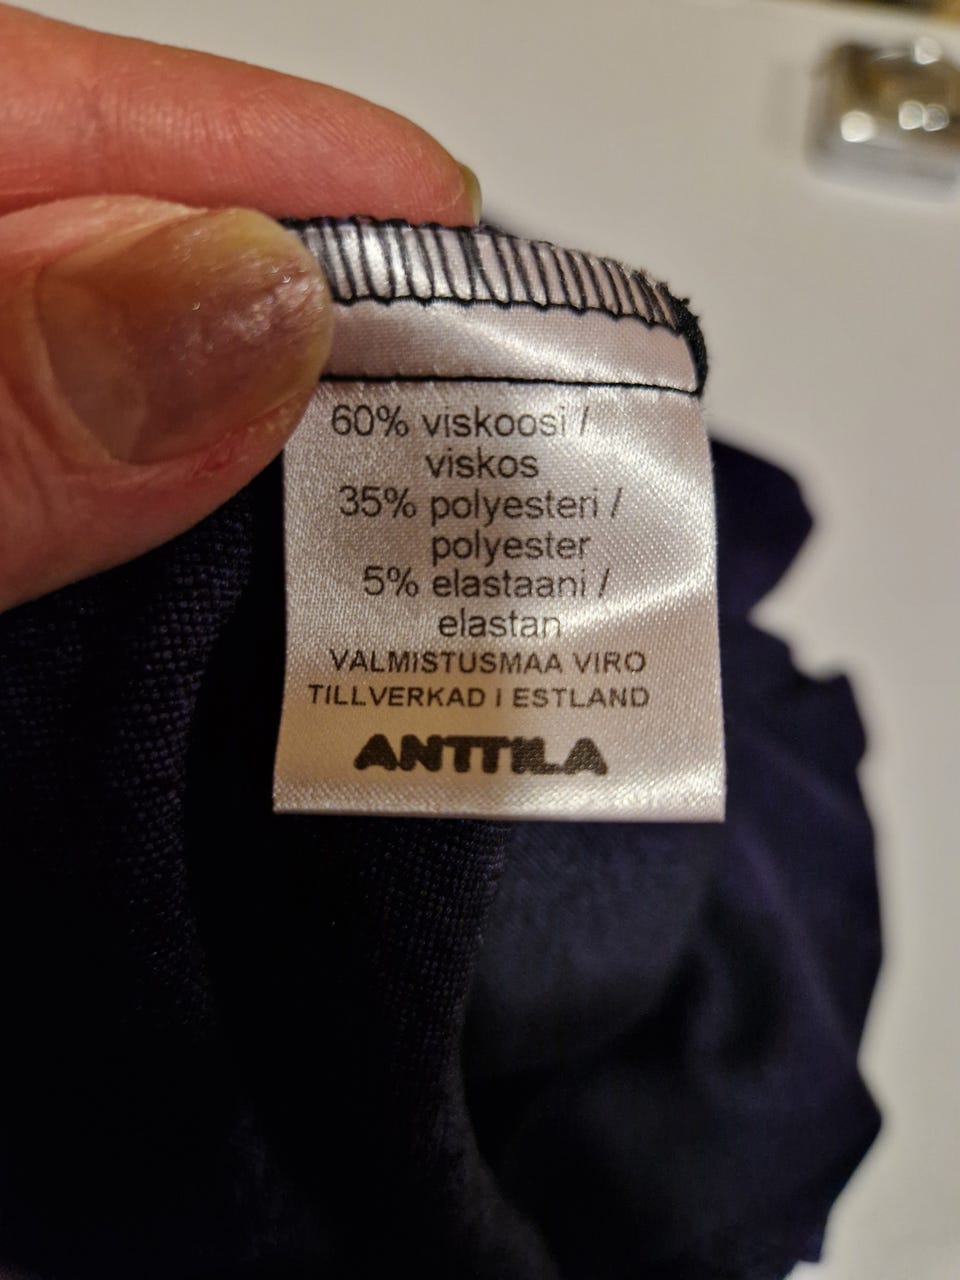 60% viskoosi /
viskos
35% polyesteri /
polyester
5% elastaani /
elastan
VALMISTUSMAA VIRO
TILLVERKAD I ESTLAND
ANTTILA